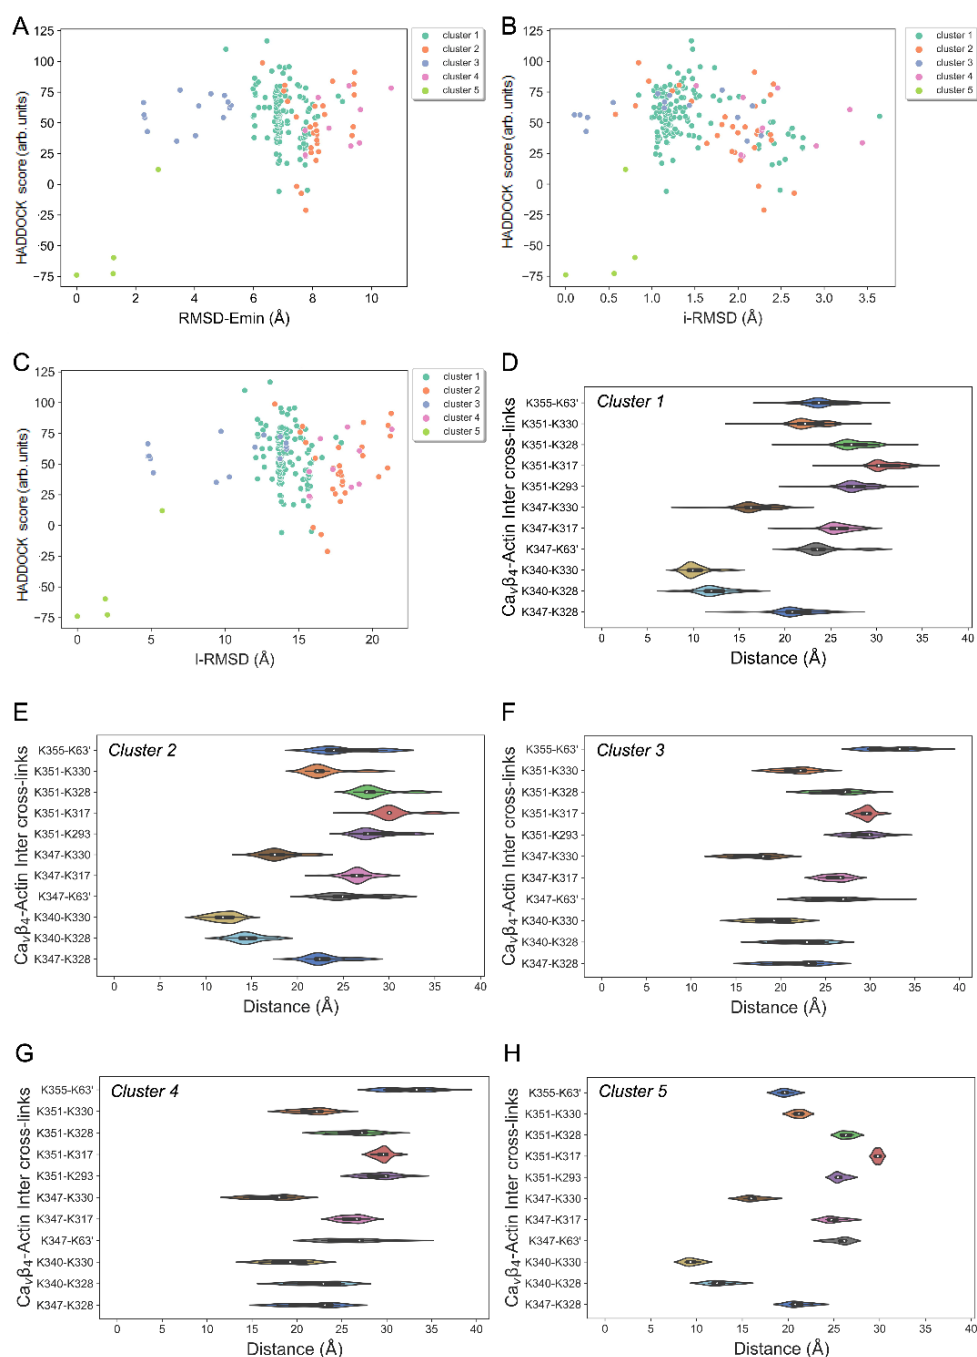 A
HADDOCK score (arb. units)
125
100
75
50
25
0
25
50
−75
0
2
4
6
8
10
RMSD-Emin (Å)
cluster 1
cluster 2
cluster 3
cluster 4
cluster 5
B
HADDOCK score (arb. units)
125
100
75
50
25
0
25
50
−75
0.0
0.5
1.0
1.5
2.0
2.5
3.0
3.5
i-RMSD (Å)
cluster 1
cluster 2
cluster 3
cluster 4
cluster 5
C
HADDOCK score (arb. units)
125
100
75
50
25
0
25
50
−75
0
5
10
15
20
l-RMSD (Å)
cluster 1
cluster 2
cluster 3
cluster 4
cluster 5
D
Cluster 1
Caᵥβ₄-Actin Inter cross-links
K355-K63'
K351-K330
K351-K328
K351-K317
K351-K293
K347-K330
K347-K317
K347-K63'
K340-K330
K340-K328
K347-K328
0
5
10
15
20
25
30
35
40
Distance (Å)
E
Cluster 2
Caᵥβ₄-Actin Inter cross-links
K355-K63'
K351-K330
K351-K328
K351-K317
K351-K293
K347-K330
K347-K317
K347-K63'
K340-K330
K340-K328
K347-K328
0
5
10
15
20
25
30
35
40
Distance (Å)
F
Cluster 3
Caᵥβ₄-Actin Inter cross-links
K355-K63'
K351-K330
K351-K328
K351-K317
K351-K293
K347-K330
K347-K317
K347-K63'
K340-K330
K340-K328
K347-K328
0
5
10
15
20
25
30
35
40
Distance (Å)
G
Cluster 4
Caᵥβ₄-Actin Inter cross-links
K355-K63'
K351-K330
K351-K328
K351-K317
K351-K293
K347-K330
K347-K317
K347-K63'
K340-K330
K340-K328
K347-K328
0
5
10
15
20
25
30
35
40
Distance (Å)
H
Cluster 5
Caᵥβ₄-Actin Inter cross-links
K355-K63'
K351-K330
K351-K328
K351-K317
K351-K293
K347-K330
K347-K317
K347-K63'
K340-K330
K340-K328
K347-K328
0
5
10
15
20
25
30
35
40
Distance (Å)